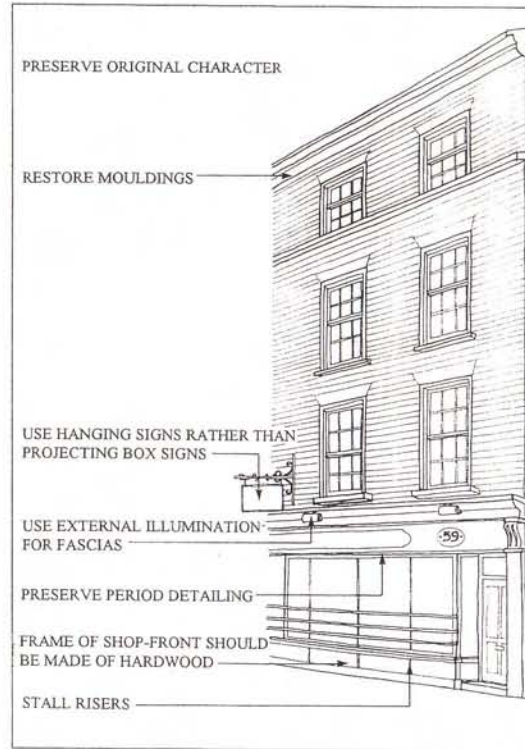 PRESERVE ORIGINAL CHARACTER
RESTORE MOULDINGS
USE HANGING SIGNS RATHER THAN
PROJECTING BOX SIGNS
USE EXTERNAL ILLUMINATION
FOR FASCIAS
·59·
PRESERVE PERIOD DETAILING
FRAME OF SHOP-FRONT SHOULD
BE MADE OF HARDWOOD
STALL RISERS